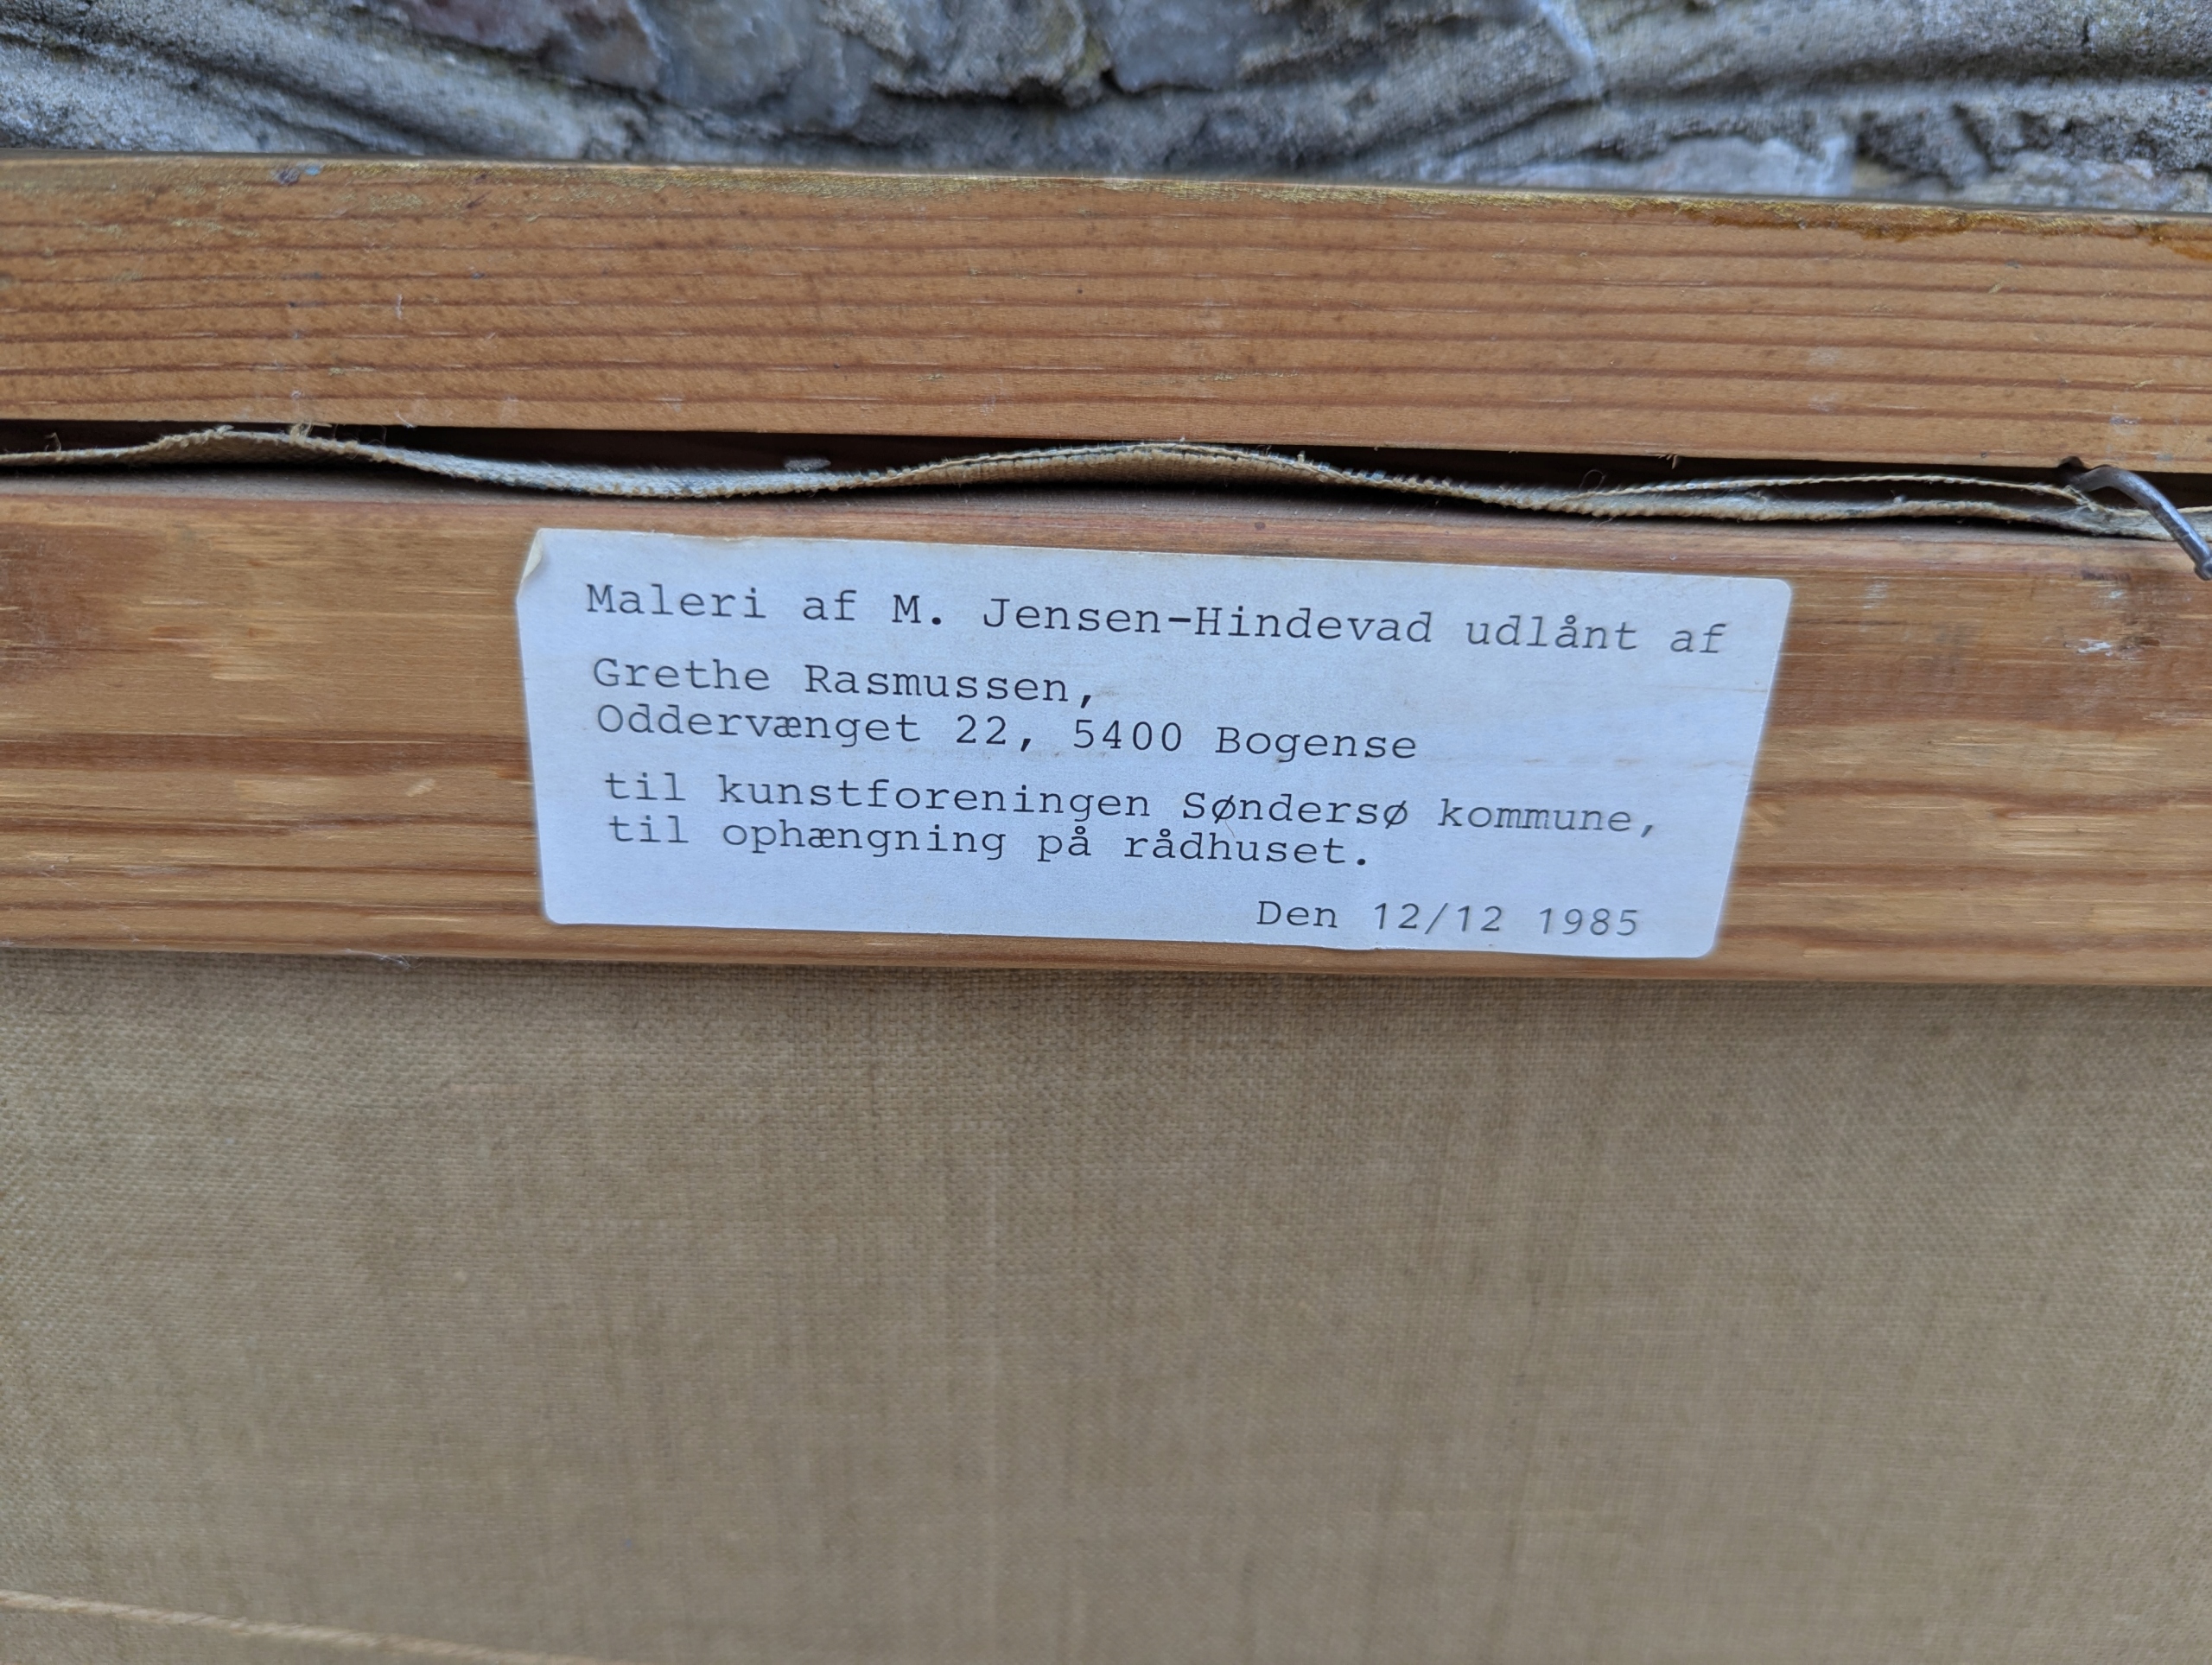 Maleri af M. Jensen-Hindevad udlånt af
Grethe Rasmussen,
Oddervænget 22, 5400 Bogense
til kunstforeningen Søndersø kommune,
til ophængning på rådhuset.
Den 12/12 1985